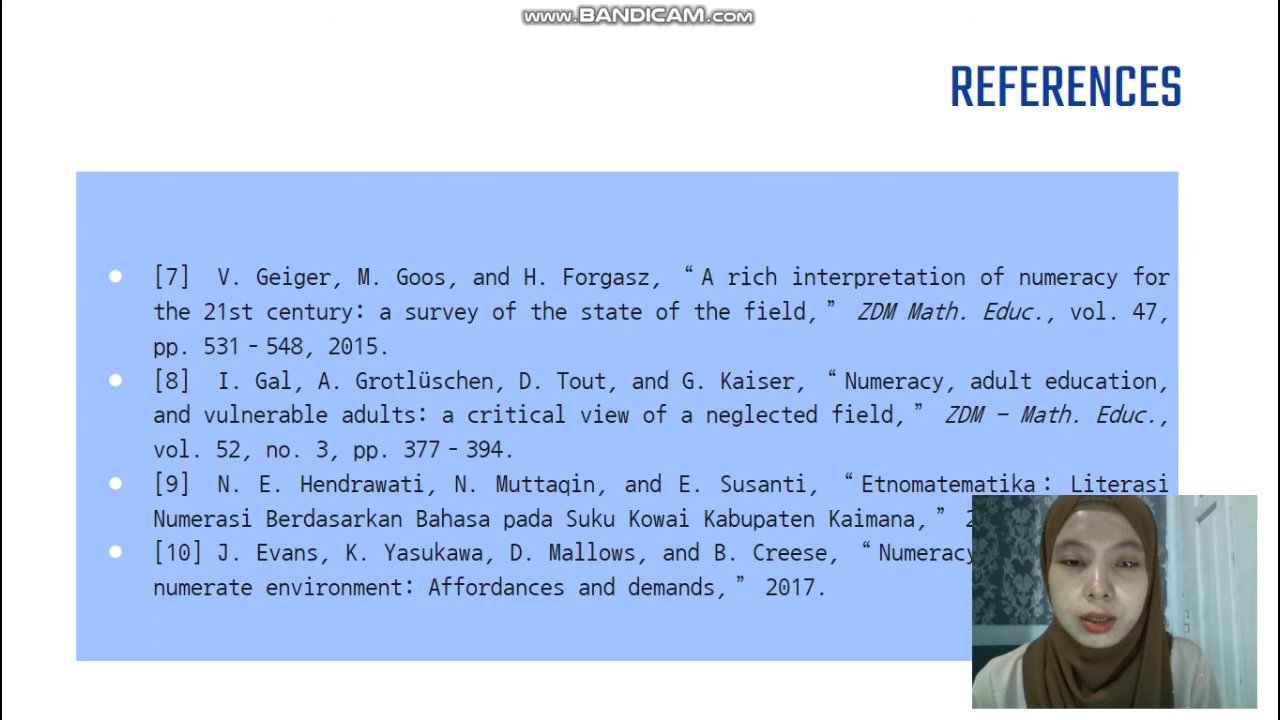 www.BANDICAM.com
REFERENCES
[7] V. Geiger, M. Goos, and H. Forgasz, “A rich interpretation of numeracy for
the 21st century: a survey of the state of the field,” ZDM Math. Educ., vol. 47,
pp. 531–548, 2015.
[8] I. Gal, A. Grotlüschen, D. Tout, and G. Kaiser, “Numeracy, adult education,
and vulnerable adults: a critical view of a neglected field,” ZDM – Math. Educ.,
vol. 52, no. 3, pp. 377–394.
[9] N. E. Hendrawati, N. Muttaqin, and E. Susanti, “Etnomatematika: Literasi
Numerasi Berdasarkan Bahasa pada Suku Kowai Kabupaten Kaimana,”
[10] J. Evans, K. Yasukawa, D. Mallows, and B. Creese, “Numeracy
numerate environment: Affordances and demands,” 2017.